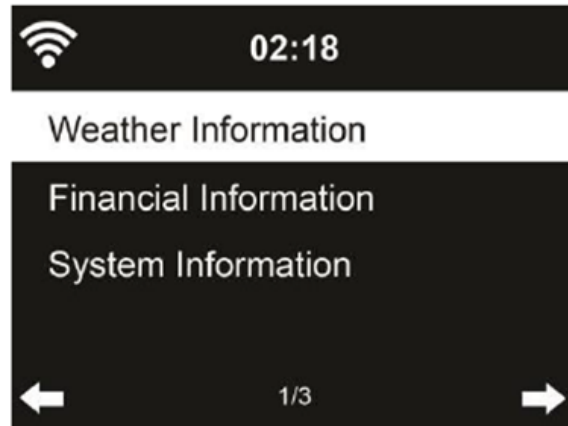 02:18
Weather Information
Financial Information
System Information
1/3